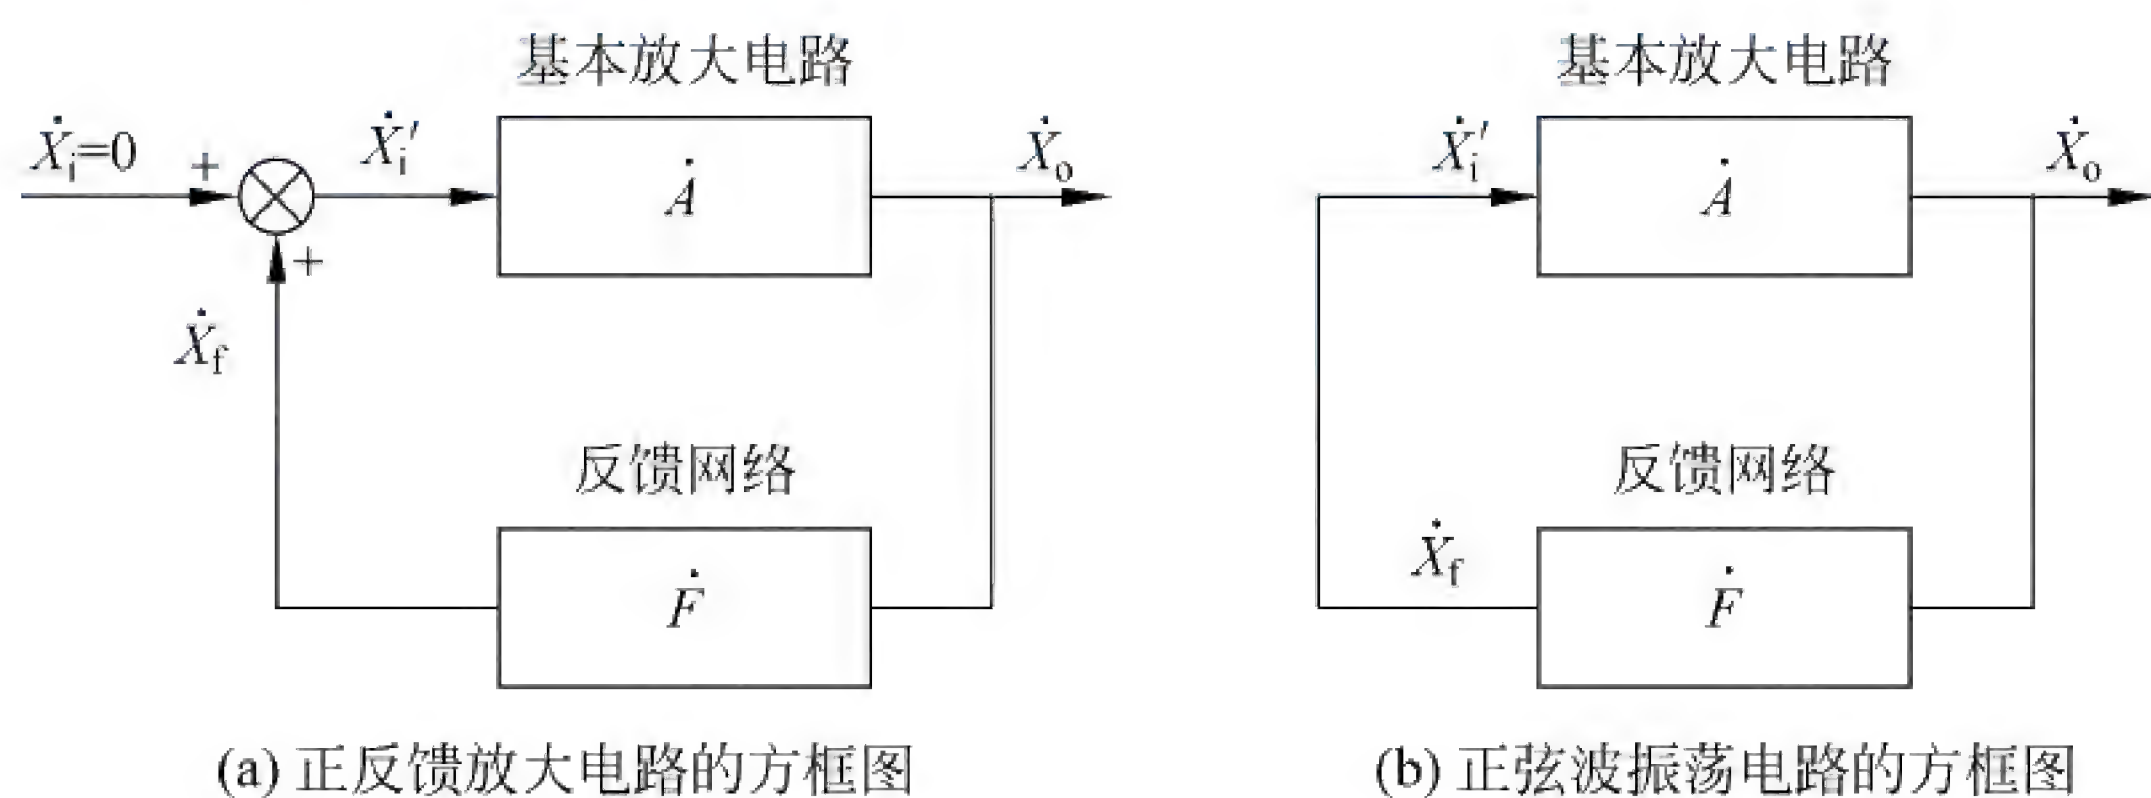 基本放大电路
Ẋi=0
+
Ẋi′
Ȧ
Ẋo
+
Ẋf
反馈网络
Ḟ
(a) 正反馈放大电路的方框图
基本放大电路
Ẋi′
Ȧ
Ẋo
反馈网络
Ẋf
Ḟ
(b) 正弦波振荡电路的方框图